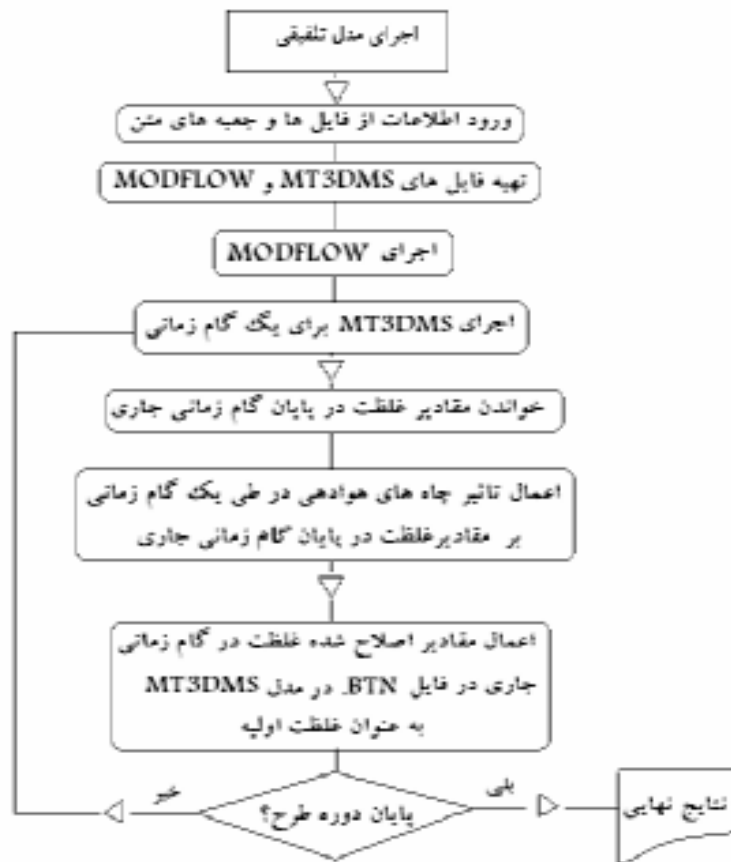 اجرای مدل تلفیقی
ورود اطلاعات از فایل ها و جعبه های متن
تهیه فایل های MT3DMS و MODFLOW
اجرای MODFLOW
اجرای MT3DMS برای یک گام زمانی
خواندن مقادیر غلظت در پایان گام زمانی جاری
اعمال تاثیر چاه های هوادهی در طی یک گام زمانی
بر مقادیرغلظت در پایان گام زمانی جاری
اعمال مقادیر اصلاح شده غلظت در گام زمانی
جاری در فایل BTN. در مدل MT3DMS
به عنوان غلظت اولیه
پایان دوره طرح؟
خیر
بلی
نتایج نهایی